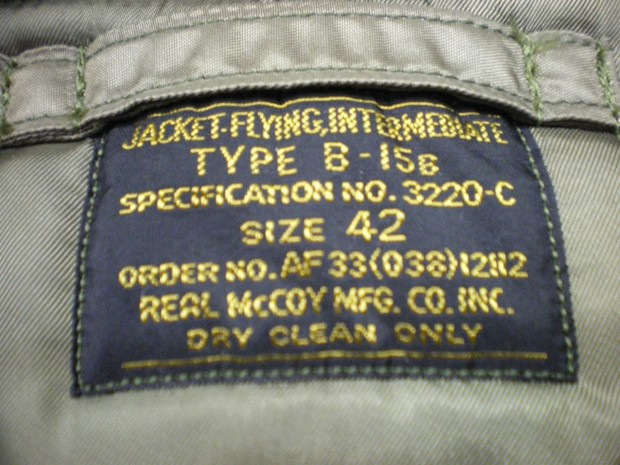 JACKET-FLYING, INTERMEDIATE
TYPE B-15B
SPECIFICATION NO. 3220-C
SIZE 42
ORDER NO. AF 33(038)12112
REAL McCOY MFG. CO. INC.
DRY CLEAN ONLY